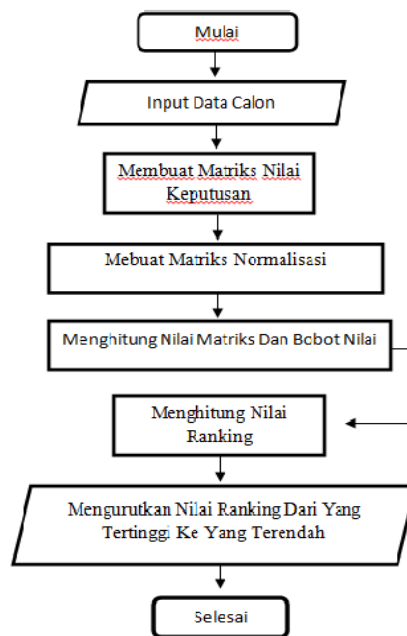 Mulai
Input Data Calon
Membuat Matriks Nilai
Keputusan
Mebuat Matriks Normalisasi
Menghitung Nilai Matriks Dan Bobot Nilai
Menghitung Nilai
Ranking
Mengurutkan Nilai Ranking Dari Yang
Tertinggi Ke Yang Terendah
Selesai